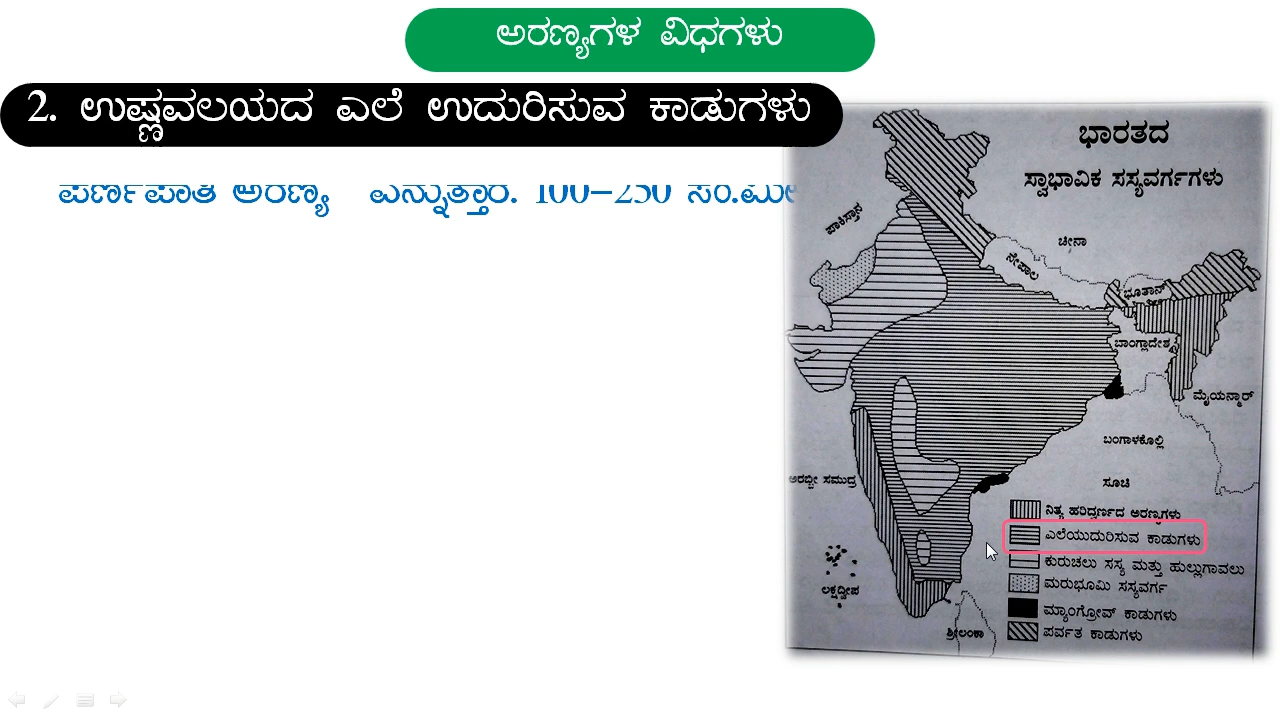 ಅರಣ್ಯಗಳ ವಿಧಗಳು
2. ಉಷ್ಣವಲಯದ ಎಲೆ ಉದುರಿಸುವ ಕಾಡುಗಳು
ಪರ್ಣಪಾತಿ ಅರಣ್ಯ ಎನ್ನುತ್ತಾರೆ. 100-250 ಸೆಂ.ಮೀ
ಭಾರತದ
ಸ್ವಾಭಾವಿಕ ಸಸ್ಯವರ್ಗಗಳು
ಪಾಕಿಸ್ತಾನ
ಚೀನಾ
ನೇಪಾಲ
ಭೂತಾನ್
ಬಾಂಗ್ಲಾದೇಶ
ಮೈಯನ್ಮಾರ್
ಬಂಗಾಳಕೊಲ್ಲಿ
ಅರಬ್ಬೀ ಸಮುದ್ರ
ಸೂಚಿ
ನಿತ್ಯ ಹರಿದ್ವರ್ಣದ ಅರಣ್ಯಗಳು
ಎಲೆಯುದುರಿಸುವ ಕಾಡುಗಳು
ಕುರುಚಲು ಸಸ್ಯ ಮತ್ತು ಹುಲ್ಲುಗಾವಲು
ಮರುಭೂಮಿ ಸಸ್ಯವರ್ಗ
ಮ್ಯಾಂಗ್ರೋವ್ ಕಾಡುಗಳು
ಪರ್ವತ ಕಾಡುಗಳು
ಲಕ್ಷದ್ವೀಪ
ಶ್ರೀಲಂಕಾ